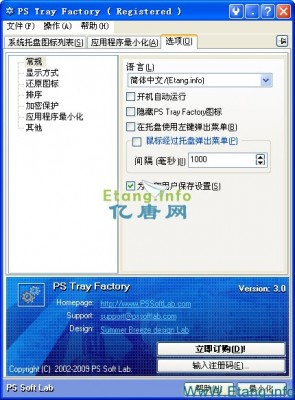 PS Tray Factory ( Registered )
文件(F) 操作(A) 帮助(H)
系统托盘图标列表(S) 应用程序最小化(A) 选项(O)
常规
显示方式
还原图标
排序
加密保护
应用程序最小化
其他
语言(L)
简体中文/(Etang.info)
开机自动运行
隐藏PS Tray Factory图标
在托盘使用左键弹出菜单(B)
鼠标经过托盘弹出菜单(P)
间隔 (毫秒)(I) 1000
用户保存设置(S)
Etang.Info
亿唐网
PS Tray Factory
Version: 3.0
Homepage: http://www.PSSoftLab.com
Support: support@pssoftlab.com
Design: Summer Breeze design Lab
立即订购(D)!
输入注册码(E)...
Copyright (C) 2002-2009 PS Soft Lab.
PS Soft Lab 帮助(H) 最小化
www.Etang.info